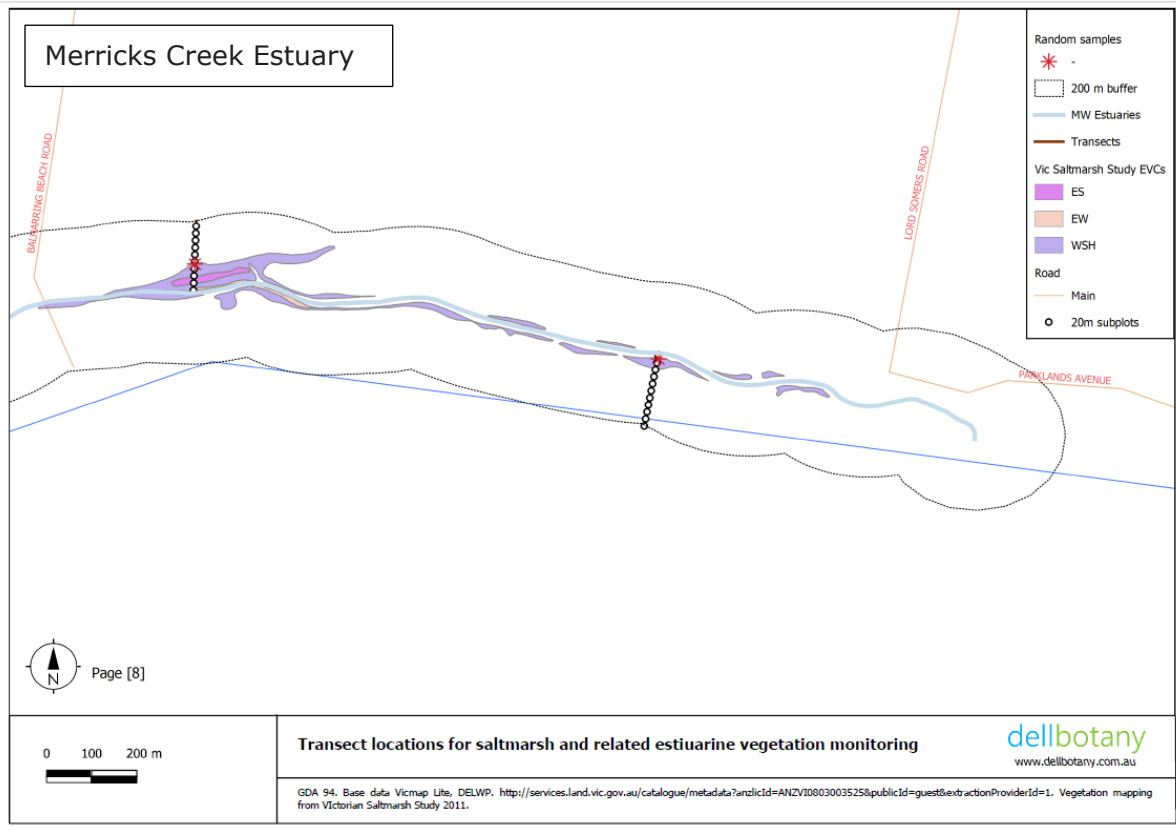 Merricks Creek Estuary
Random samples
-
200 m buffer
MW Estuaries
Transects
Vic Saltmarsh Study EVCs
ES
EW
WSH
Road
Main
20m subplots
BALNARRING BEACH ROAD
LORD SOMERS ROAD
PARKLANDS AVENUE
N
Page [8]
0 100 200 m
Transect locations for saltmarsh and related estiuarine vegetation monitoring
dellbotany
www.dellbotany.com.au
GDA 94. Base data Vicmap Lite, DELWP. http://services.land.vic.gov.au/catalogue/metadata?anzlicId=ANZVI0803003525&publicId=guest&extractionProviderId=1. Vegetation mapping
from VIctorian Saltmarsh Study 2011.